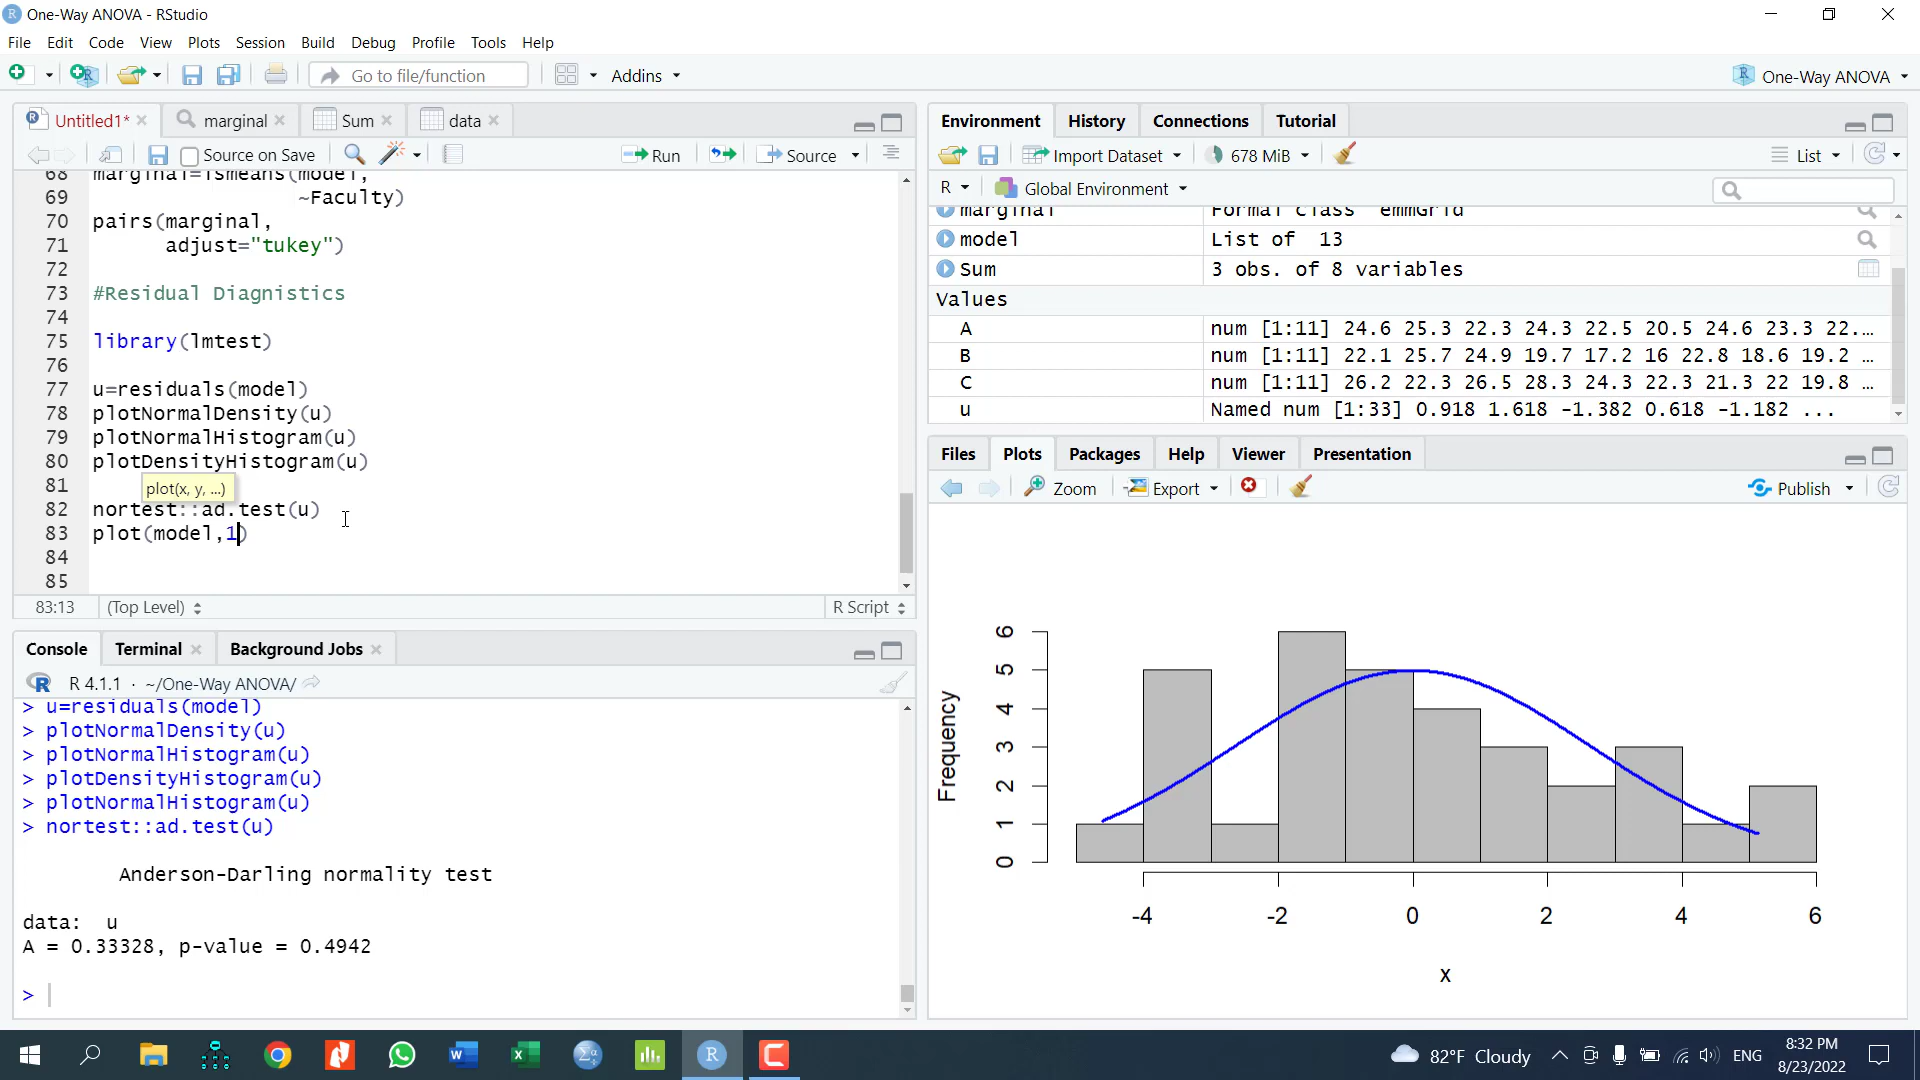 One-Way ANOVA - RStudio
File Edit Code View Plots Session Build Debug Profile Tools Help
Go to file/function Addins One-Way ANOVA
Untitled1* marginal Sum data
Source on Save Run Source
68 marginal=lsmeans(model,
69 ~Faculty)
70 pairs(marginal,
71 adjust="tukey")
72
73 #Residual Diagnistics
74
75 library(lmtest)
76
77 u=residuals(model)
78 plotNormalDensity(u)
79 plotNormalHistogram(u)
80 plotDensityHistogram(u)
81 plot(x, y, ...)
82 nortest::ad.test(u)
83 plot(model,1)
84
85
83:13 (Top Level) R Script
Console Terminal Background Jobs
R 4.1.1 · ~/One-Way ANOVA/
> u=residuals(model)
> plotNormalDensity(u)
> plotNormalHistogram(u)
> plotDensityHistogram(u)
> plotNormalHistogram(u)
> nortest::ad.test(u)
Anderson-Darling normality test
data: u
A = 0.33328, p-value = 0.4942
>
Environment History Connections Tutorial
Import Dataset 678 MiB List
R Global Environment
marginal Formal class emmGrid
model List of 13
Sum 3 obs. of 8 variables
Values
A num [1:11] 24.6 25.3 22.3 24.3 22.5 20.5 24.6 23.3 22.…
B num [1:11] 22.1 25.7 24.9 19.7 17.2 16 22.8 18.6 19.2 …
C num [1:11] 26.2 22.3 26.5 28.3 24.3 22.3 21.3 22 19.8 …
u Named num [1:33] 0.918 1.618 -1.382 0.618 -1.182 ...
Files Plots Packages Help Viewer Presentation
Zoom Export Publish
Frequency
6
5
4
3
2
1
0
-4 -2 0 2 4 6
x
82°F Cloudy ENG
8:32 PM
8/23/2022